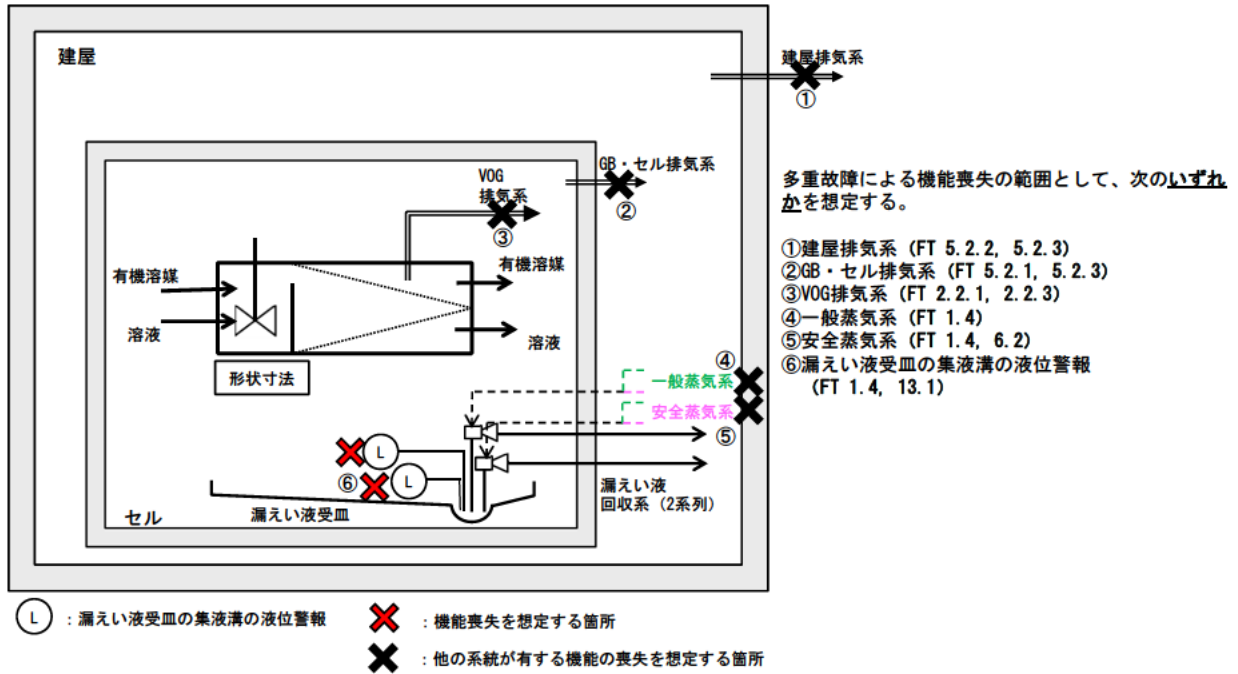 建屋
建屋排気系
①
GB・セル排気系
②
VOG
排気系
③
有機溶媒
溶液
有機溶媒
溶液
形状寸法
④
一般蒸気系
安全蒸気系
⑤
L
⑥
L
漏えい液
回収系（2系列）
漏えい液受皿
セル
多重故障による機能喪失の範囲として、次のいずれ
かを想定する。
①建屋排気系（FT 5.2.2, 5.2.3）
②GB・セル排気系（FT 5.2.1, 5.2.3）
③VOG排気系（FT 2.2.1, 2.2.3）
④一般蒸気系（FT 1.4）
⑤安全蒸気系（FT 1.4, 6.2）
⑥漏えい液受皿の集液溝の液位警報
（FT 1.4, 13.1）
L ：漏えい液受皿の集液溝の液位警報
：機能喪失を想定する箇所
：他の系統が有する機能の喪失を想定する箇所